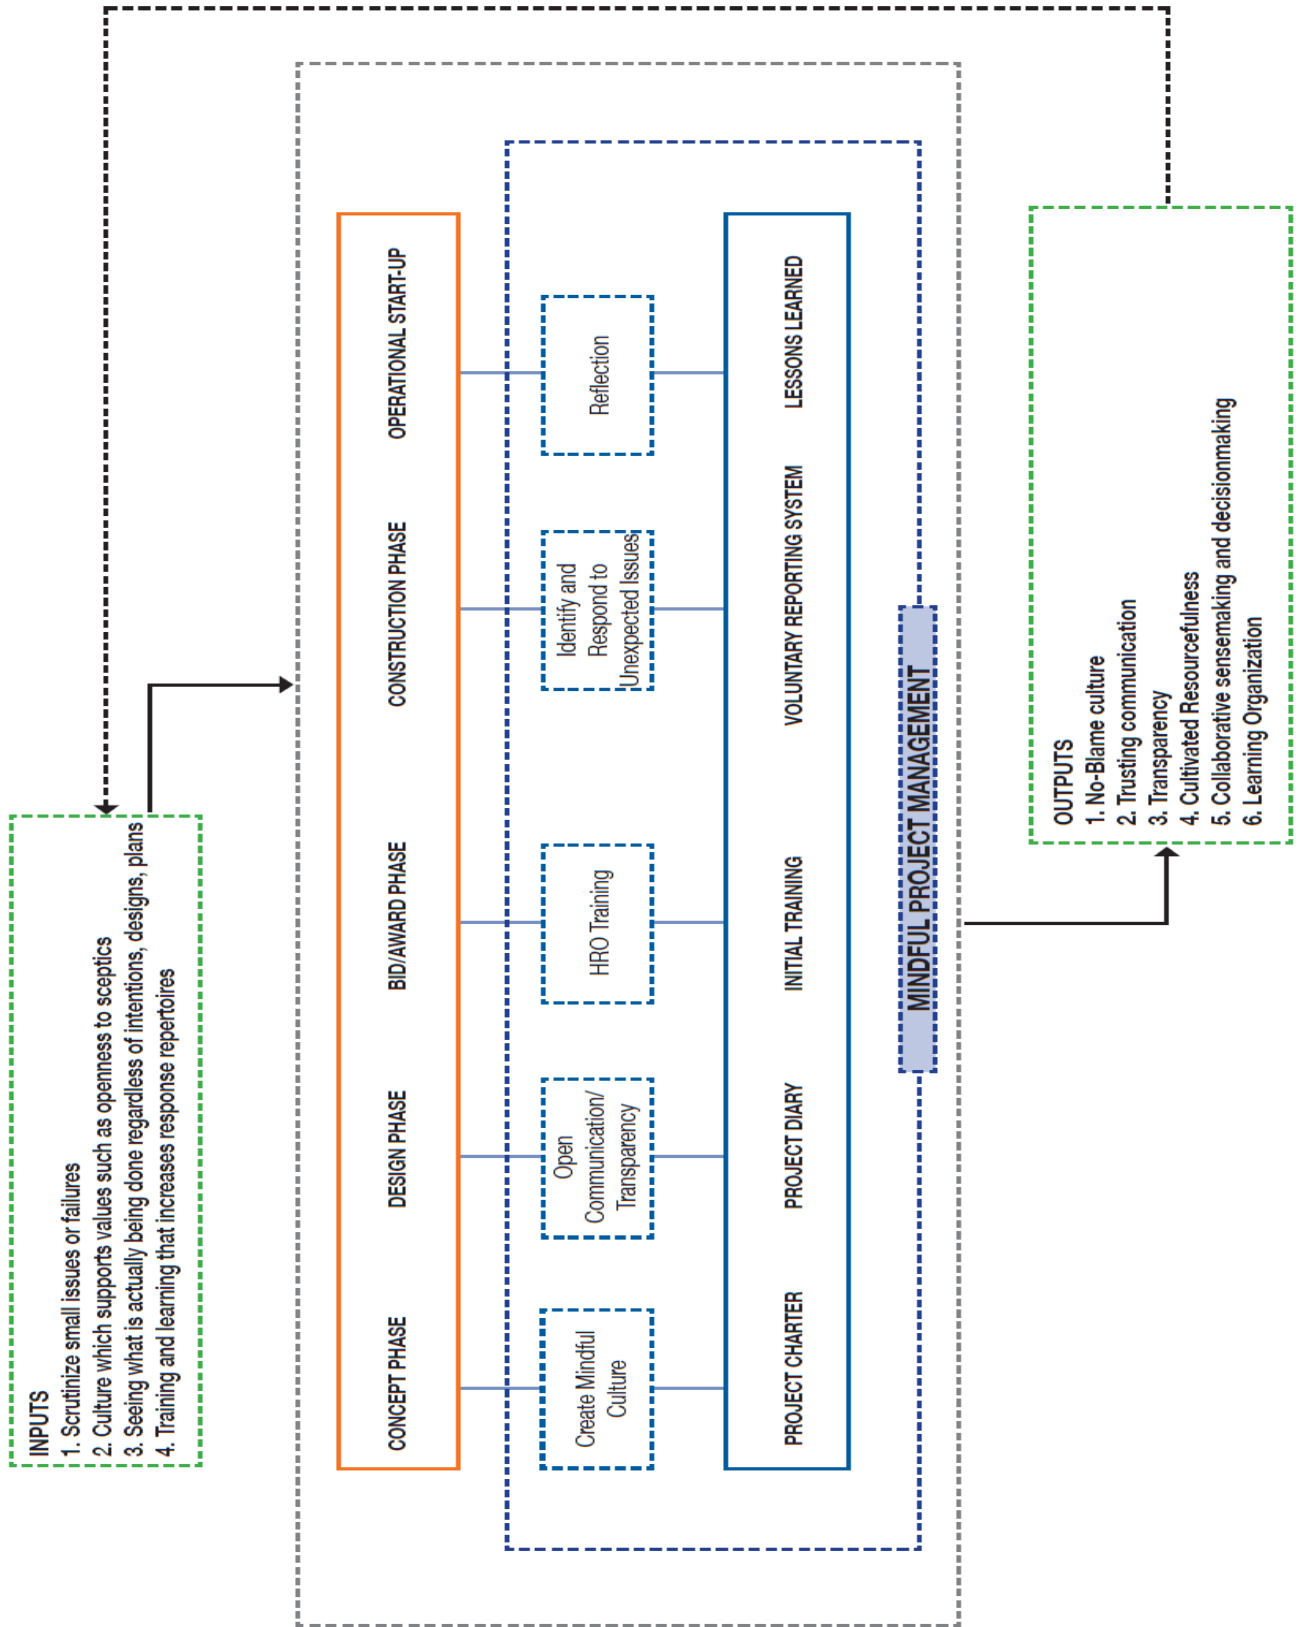 INPUTS
1. Scrutinize small issues or failures
2. Culture which supports values such as openness to sceptics
3. Seeing what is actually being done regardless of intentions, designs, plans
4. Training and learning that increases response repertoires
CONCEPT PHASE
DESIGN PHASE
BID/AWARD PHASE
CONSTRUCTION PHASE
OPERATIONAL START-UP
Create Mindful
Culture
Open
Communication/
Transparency
HRO Training
Identify and
Respond to
Unexpected Issues
Reflection
PROJECT CHARTER
PROJECT DIARY
INITIAL TRAINING
VOLUNTARY REPORTING SYSTEM
LESSONS LEARNED
MINDFUL PROJECT MANAGEMENT
OUTPUTS
1. No-Blame culture
2. Trusting communication
3. Transparency
4. Cultivated Resourcefulness
5. Collaborative sensemaking and decisionmaking
6. Learning Organization